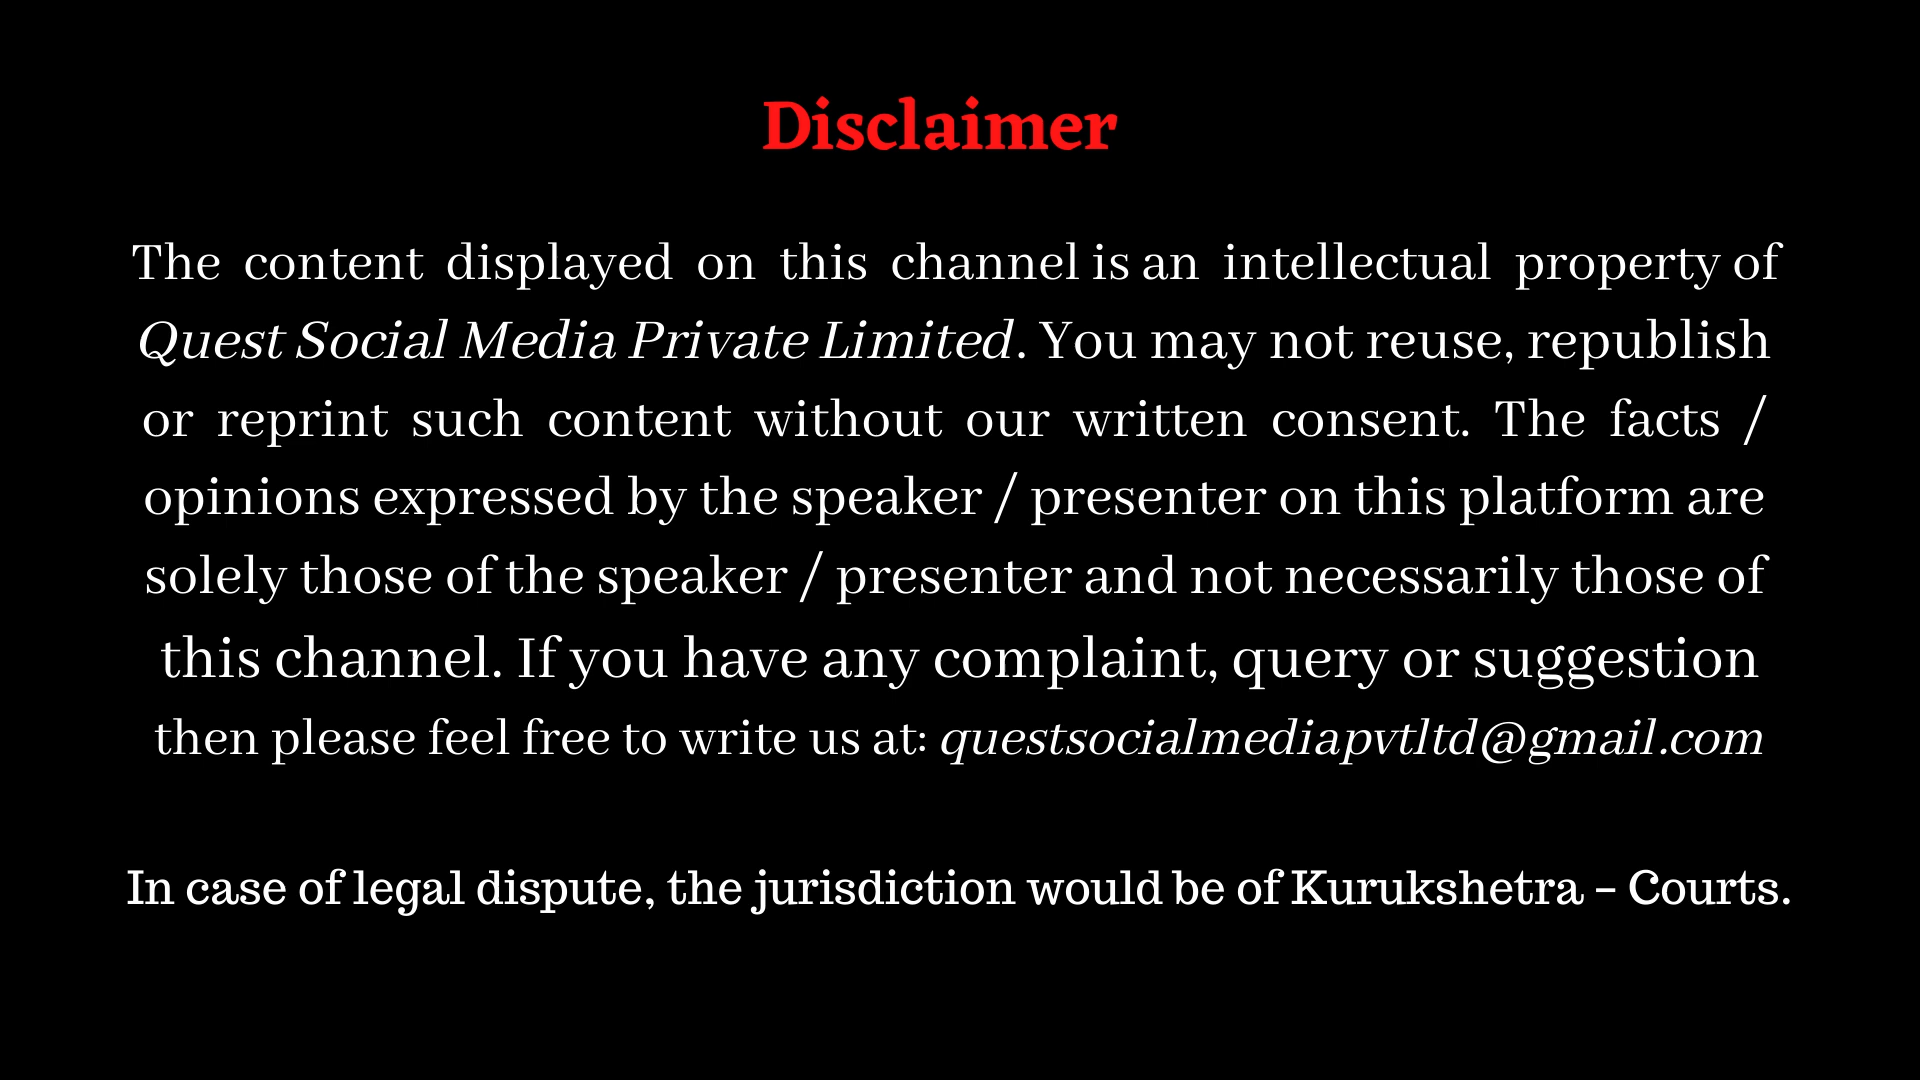 Disclaimer
The content displayed on this channel is an intellectual property of
Quest Social Media Private Limited. You may not reuse, republish
or reprint such content without our written consent. The facts /
opinions expressed by the speaker / presenter on this platform are
solely those of the speaker / presenter and not necessarily those of
this channel. If you have any complaint, query or suggestion
then please feel free to write us at: questsocialmediapvtltd@gmail.com
In case of legal dispute, the jurisdiction would be of Kurukshetra – Courts.